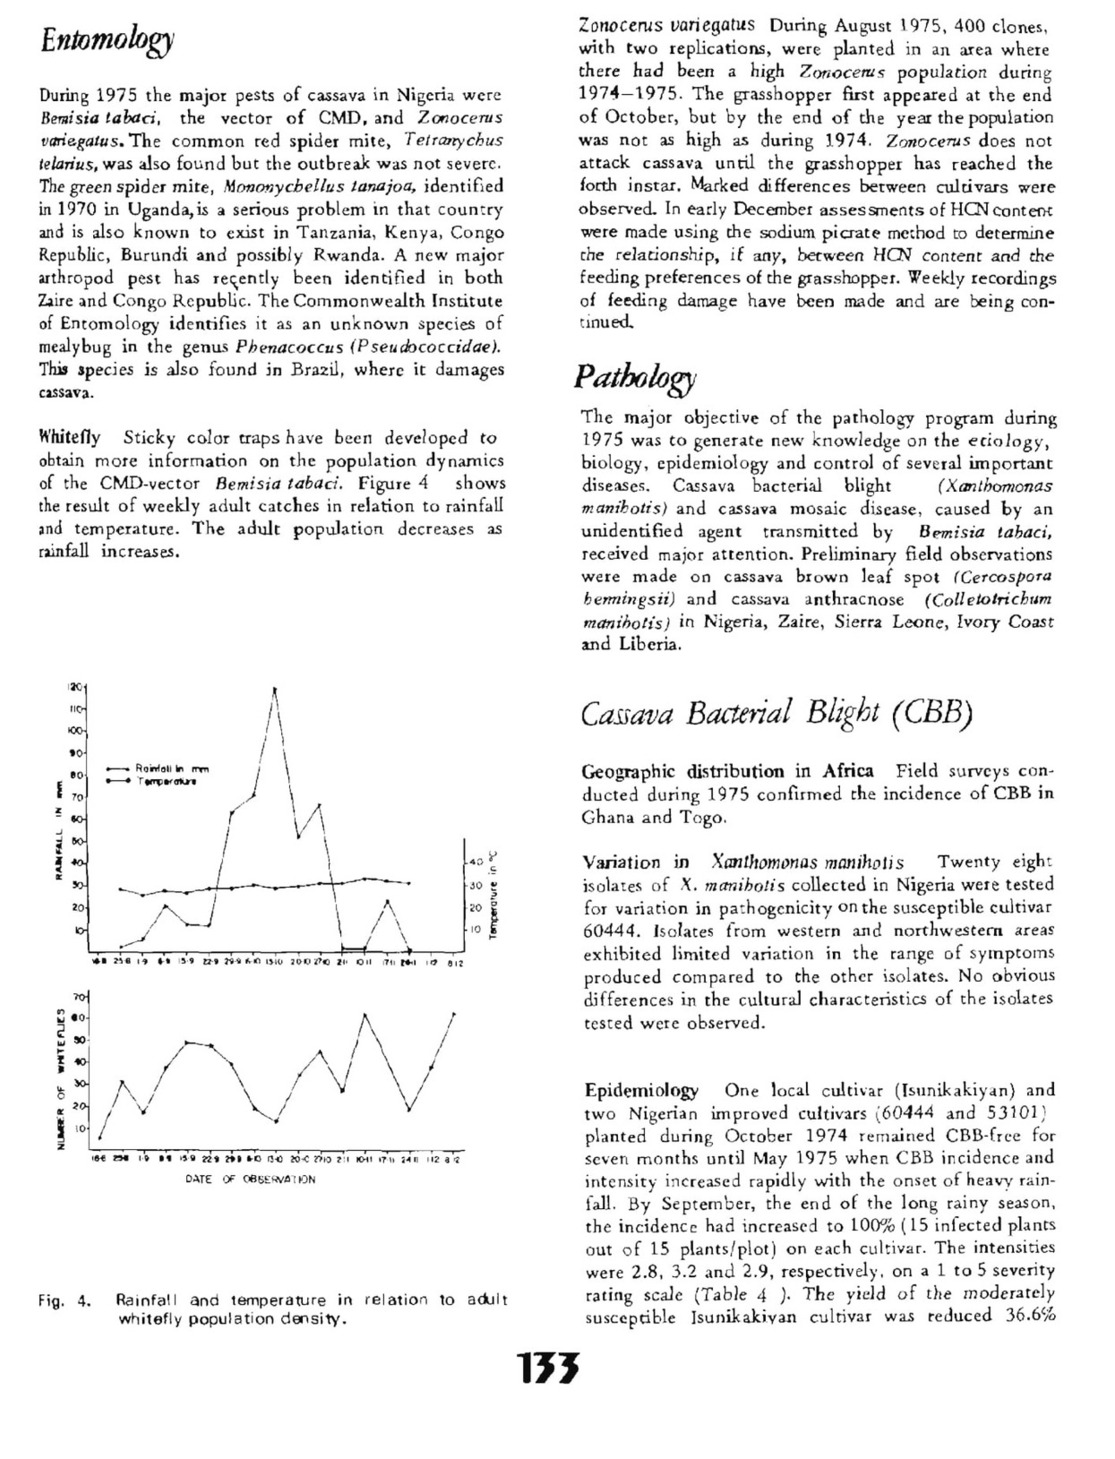 Entomology
During 1975 the major pests of cassava in Nigeria were
Bemisia tabaci, the vector of CMD, and Zonocerus
variegatus. The common red spider mite, Tetranychus
telarius, was also found but the outbreak was not severe.
The green spider mite, Mononychellus tanajoa, identified
in 1970 in Uganda, is a serious problem in that country
and is also known to exist in Tanzania, Kenya, Congo
Republic, Burundi and possibly Rwanda. A new major
arthropod pest has recently been identified in both
Zaire and Congo Republic. The Commonwealth Institute
of Entomology identifies it as an unknown species of
mealybug in the genus Phenacoccus (Pseudococcidae).
This species is also found in Brazil, where it damages
cassava.
Whitefly Sticky color traps have been developed to
obtain more information on the population dynamics
of the CMD-vector Bemisia tabaci. Figure 4 shows
the result of weekly adult catches in relation to rainfall
and temperature. The adult population decreases as
rainfall increases.
120
110
100
90
80
70
60
50
40
30
20
10
RAINFALL IN mm
Rainfall in mm
Temperature
40
30
20
10
Temperature in °C
25·8 1·9 15·9 22·9 29·9 6·10 13·10 20·10 27·10 2·11 10·11 17·11 1·12 8·12
70
60
50
40
30
20
10
NUMBER OF WHITEFLIES
1·9 22·9 6·10 13·10 20·10 27·10 2·11 10·11 17·11 24·11 1·12 8·12
DATE OF OBSERVATION
Fig. 4. Rainfall and temperature in relation to adult
whitefly population density.
Zonocerus variegatus During August 1975, 400 clones,
with two replications, were planted in an area where
there had been a high Zonocerus population during
1974–1975. The grasshopper first appeared at the end
of October, but by the end of the year the population
was not as high as during 1974. Zonocerus does not
attack cassava until the grasshopper has reached the
forth instar. Marked differences between cultivars were
observed. In early December assessments of HCN content
were made using the sodium picrate method to determine
the relationship, if any, between HCN content and the
feeding preferences of the grasshopper. Weekly recordings
of feeding damage have been made and are being con-
tinued.
Pathology
The major objective of the pathology program during
1975 was to generate new knowledge on the etiology,
biology, epidemiology and control of several important
diseases. Cassava bacterial blight (Xanthomonas
manihotis) and cassava mosaic disease, caused by an
unidentified agent transmitted by Bemisia tabaci,
received major attention. Preliminary field observations
were made on cassava brown leaf spot (Cercospora
henningsii) and cassava anthracnose (Colletotrichum
manihotis) in Nigeria, Zaire, Sierra Leone, Ivory Coast
and Liberia.
Cassava Bacterial Blight (CBB)
Geographic distribution in Africa Field surveys con-
ducted during 1975 confirmed the incidence of CBB in
Ghana and Togo.
Variation in Xanthomonas manihotis Twenty eight
isolates of X. manihotis collected in Nigeria were tested
for variation in pathogenicity on the susceptible cultivar
60444. Isolates from western and northwestern areas
exhibited limited variation in the range of symptoms
produced compared to the other isolates. No obvious
differences in the cultural characteristics of the isolates
tested were observed.
Epidemiology One local cultivar (Isunikakiyan) and
two Nigerian improved cultivars (60444 and 53101)
planted during October 1974 remained CBB-free for
seven months until May 1975 when CBB incidence and
intensity increased rapidly with the onset of heavy rain-
fall. By September, the end of the long rainy season,
the incidence had increased to 100% (15 infected plants
out of 15 plants/plot) on each cultivar. The intensities
were 2.8, 3.2 and 2.9, respectively, on a 1 to 5 severity
rating scale (Table 4 ). The yield of the moderately
susceptible Isunikakiyan cultivar was reduced 36.6%
133